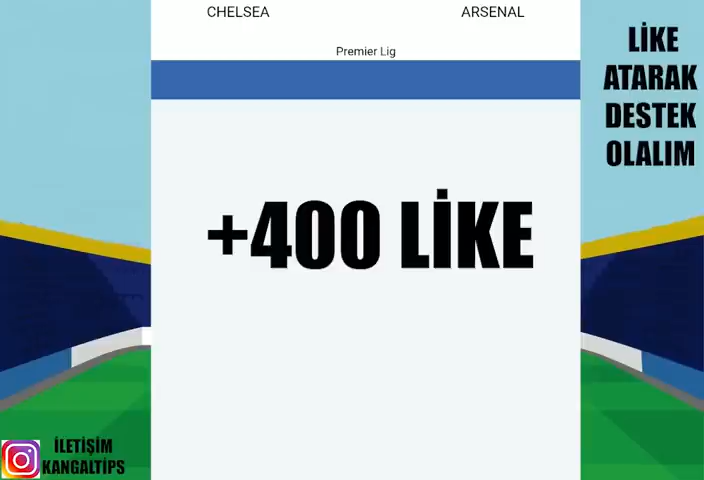 CHELSEA ARSENAL
Premier Lig
LİKE
ATARAK
DESTEK
OLALIM
+400 LİKE
İLETİŞİM
KANGALTİPS